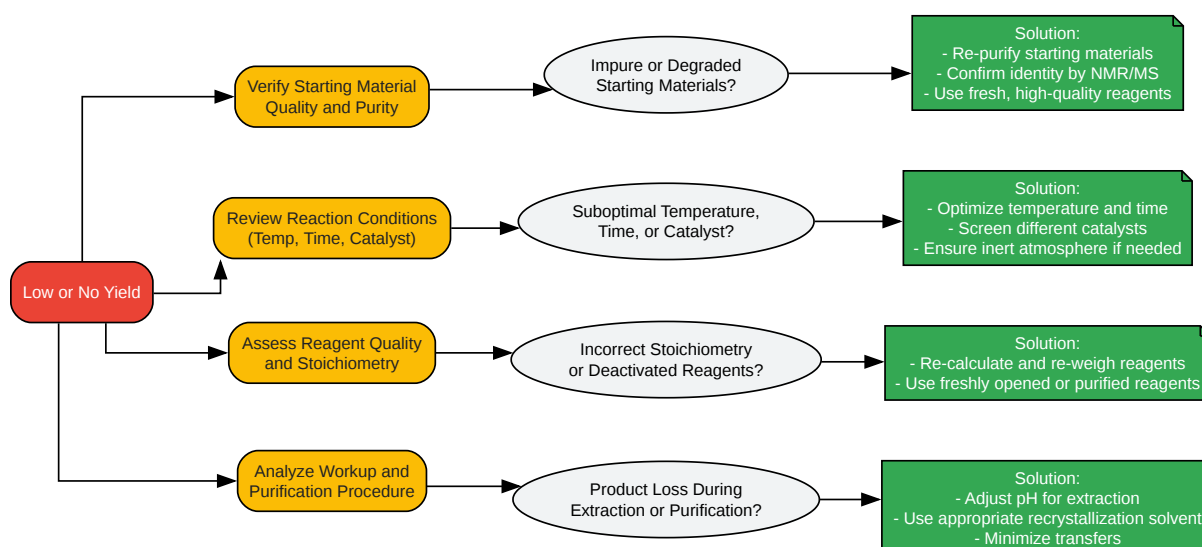 Low or No Yield
Verify Starting Material
Quality and Purity
Impure or Degraded
Starting Materials?
Solution:
- Re-purify starting materials
- Confirm identity by NMR/MS
- Use fresh, high-quality reagents
Review Reaction Conditions
(Temp, Time, Catalyst)
Suboptimal Temperature,
Time, or Catalyst?
Solution:
- Optimize temperature and time
- Screen different catalysts
- Ensure inert atmosphere if needed
Assess Reagent Quality
and Stoichiometry
Incorrect Stoichiometry
or Deactivated Reagents?
Solution:
- Re-calculate and re-weigh reagents
- Use freshly opened or purified reagents
Analyze Workup and
Purification Procedure
Product Loss During
Extraction or Purification?
Solution:
- Adjust pH for extraction
- Use appropriate recrystallization solvent
- Minimize transfers